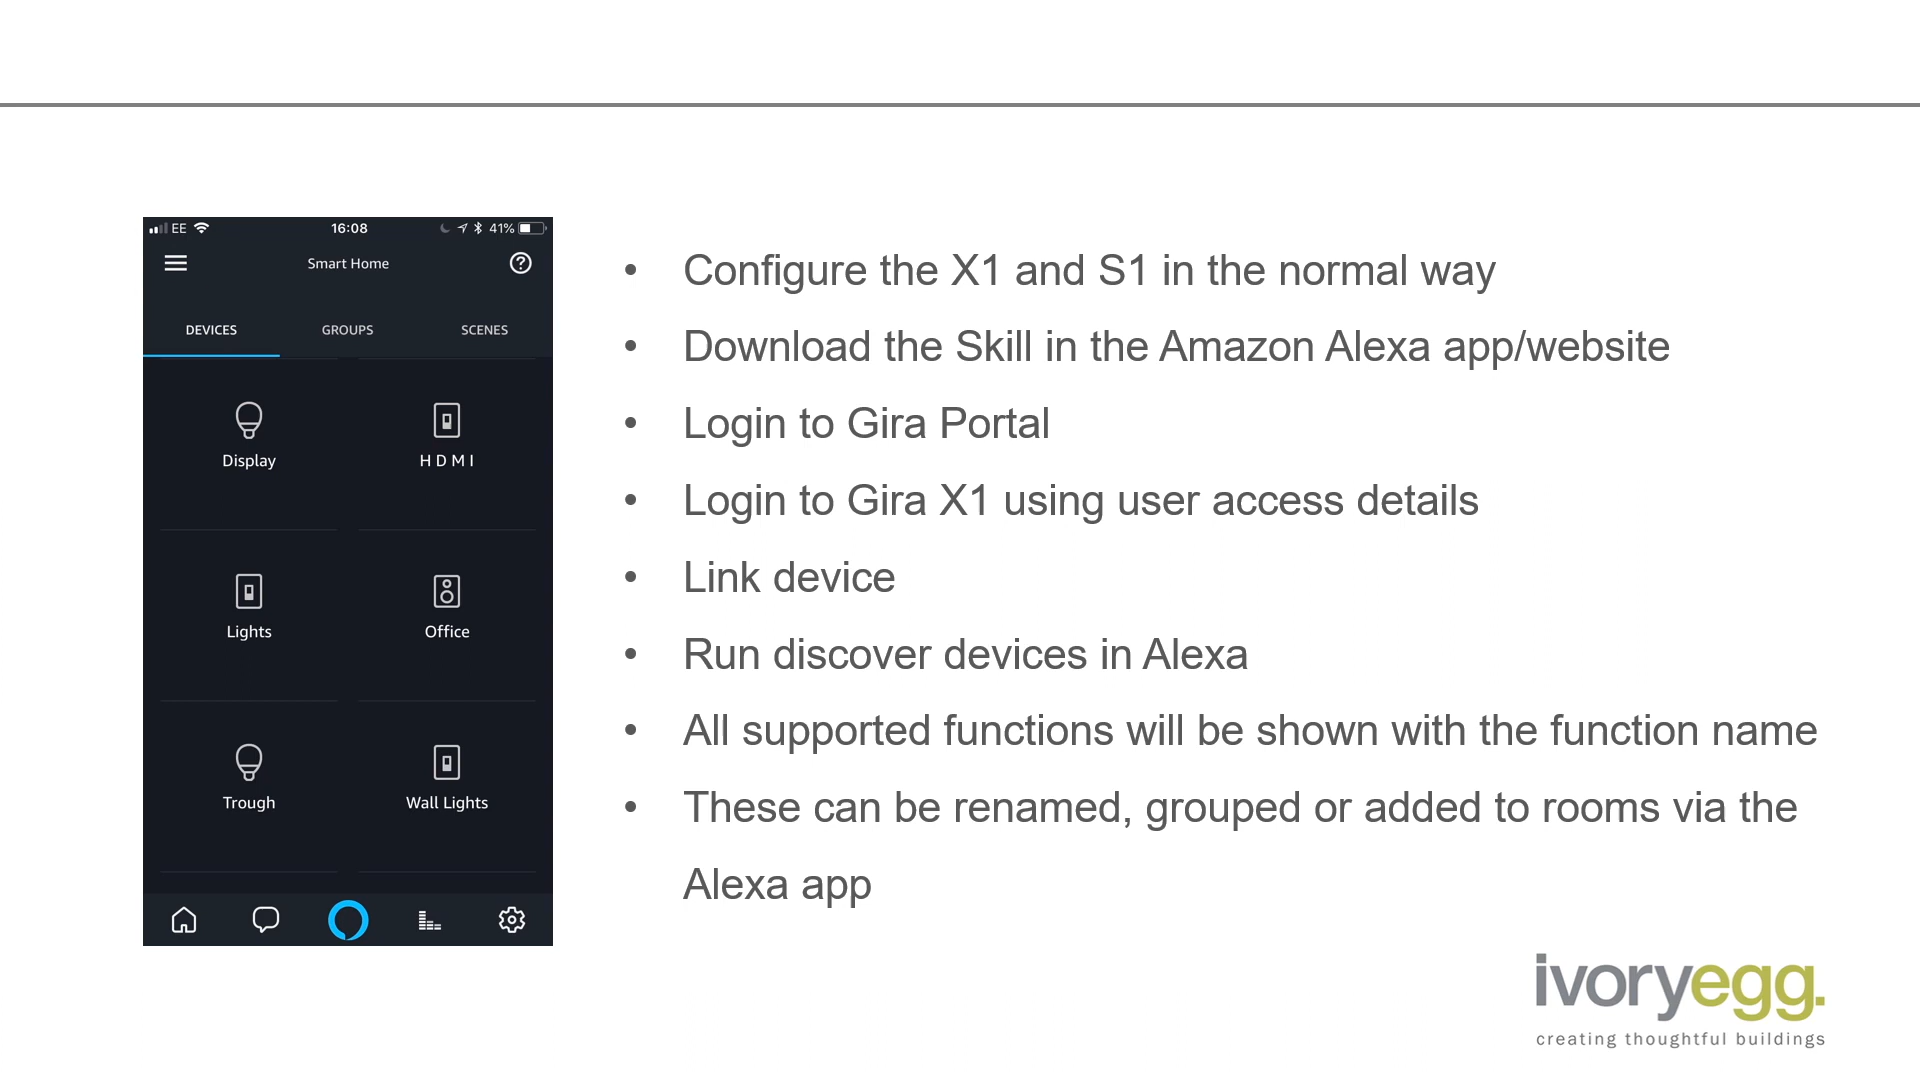 EE 16:08 41%
Smart Home
DEVICES GROUPS SCENES
Display H D M I
Lights Office
Trough Wall Lights
• Configure the X1 and S1 in the normal way
• Download the Skill in the Amazon Alexa app/website
• Login to Gira Portal
• Login to Gira X1 using user access details
• Link device
• Run discover devices in Alexa
• All supported functions will be shown with the function name
• These can be renamed, grouped or added to rooms via the
Alexa app
ivoryegg.
creating thoughtful buildings